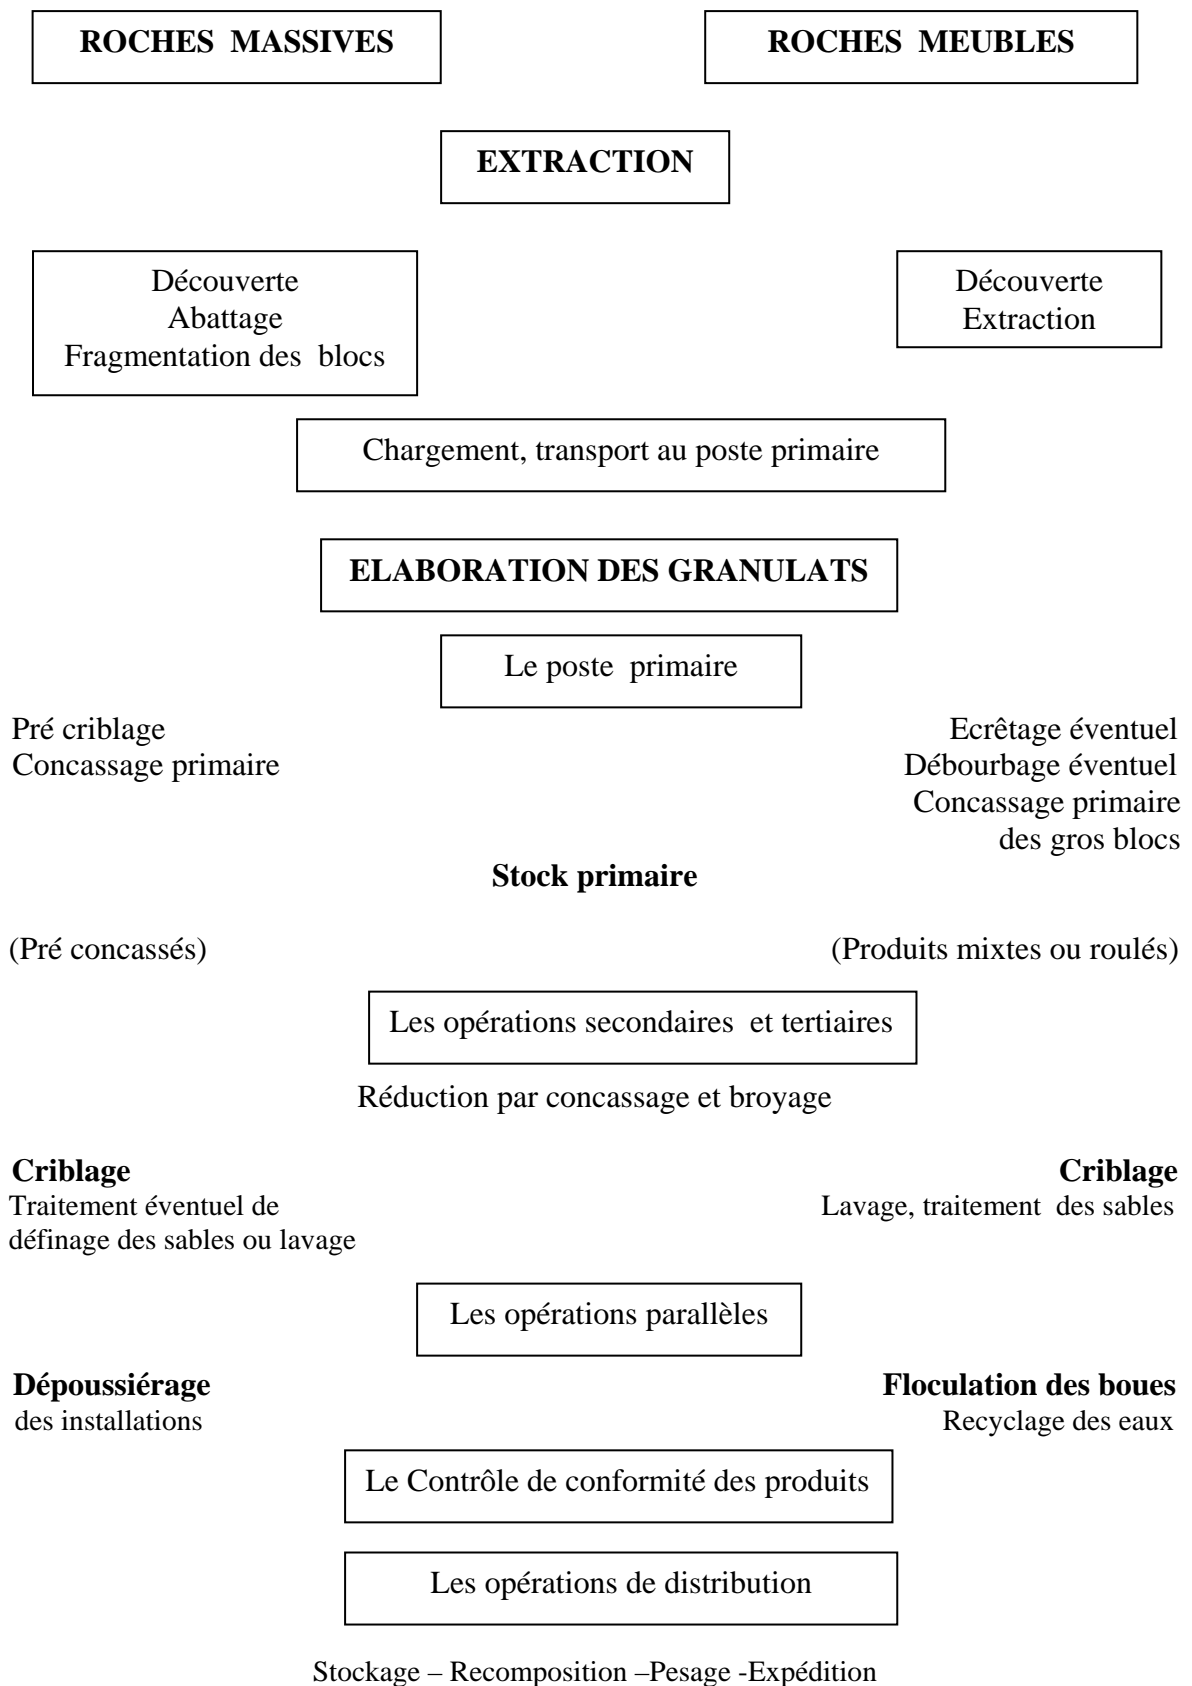 ROCHES MASSIVES
ROCHES MEUBLES
EXTRACTION
Découverte
Abattage
Fragmentation des blocs
Découverte
Extraction
Chargement, transport au poste primaire
ELABORATION DES GRANULATS
Le poste primaire
Pré criblage
Concassage primaire
Ecrêtage éventuel
Débourbage éventuel
Concassage primaire
des gros blocs
Stock primaire
(Pré concassés)
(Produits mixtes ou roulés)
Les opérations secondaires et tertiaires
Réduction par concassage et broyage
Criblage
Traitement éventuel de
définage des sables ou lavage
Criblage
Lavage, traitement des sables
Les opérations parallèles
Dépoussiérage
des installations
Floculation des boues
Recyclage des eaux
Le Contrôle de conformité des produits
Les opérations de distribution
Stockage – Recomposition –Pesage -Expédition